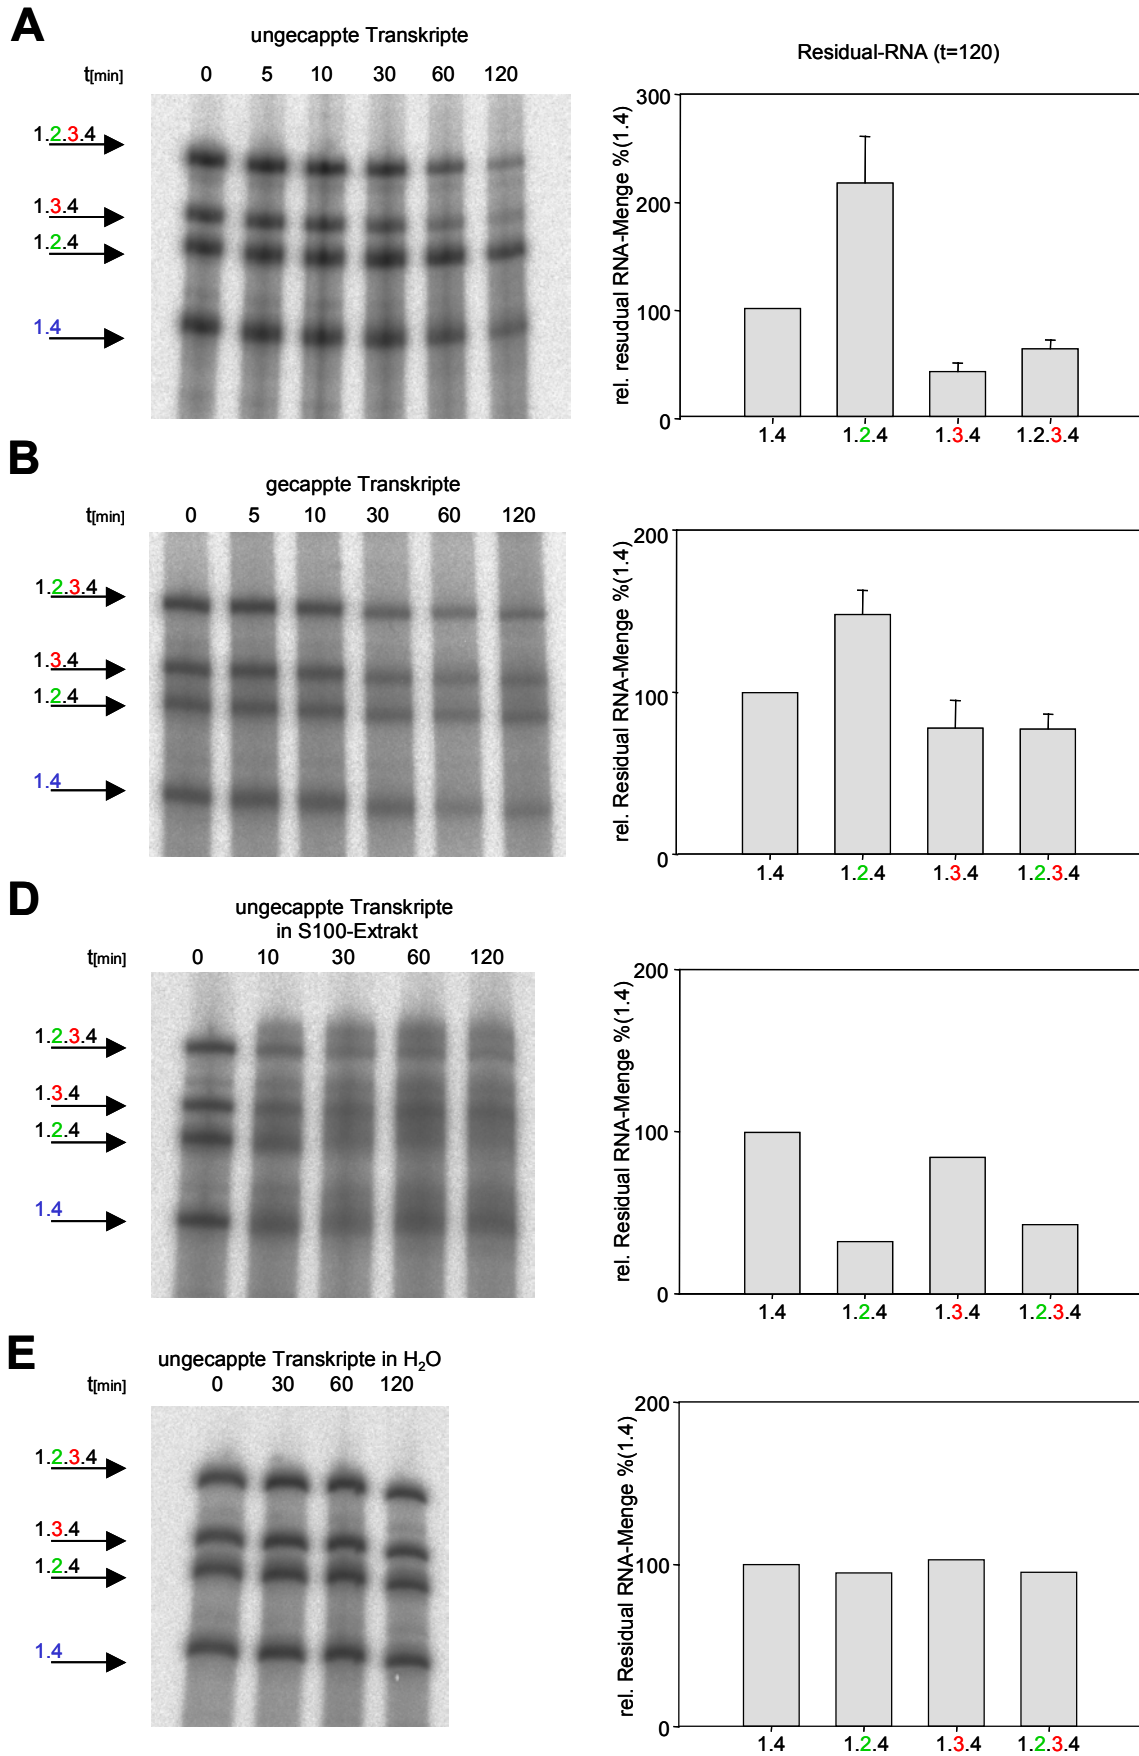 A
ungecappte Transkripte
t[min] 0 5 10 30 60 120
1.2.3.4
1.3.4
1.2.4
1.4
Residual-RNA (t=120)
rel. resudual RNA-Menge %(1.4)
300
200
100
0
1.4 1.2.4 1.3.4 1.2.3.4
B
gecappte Transkripte
t[min] 0 5 10 30 60 120
1.2.3.4
1.3.4
1.2.4
1.4
rel. Residual RNA-Menge %(1.4)
200
100
0
1.4 1.2.4 1.3.4 1.2.3.4
D
ungecappte Transkripte
in S100-Extrakt
t[min] 0 10 30 60 120
1.2.3.4
1.3.4
1.2.4
1.4
rel. Residual RNA-Menge %(1.4)
200
100
0
1.4 1.2.4 1.3.4 1.2.3.4
E
ungecappte Transkripte in H₂O
t[min] 0 30 60 120
1.2.3.4
1.3.4
1.2.4
1.4
rel. Residual RNA-Menge %(1.4)
200
100
0
1.4 1.2.4 1.3.4 1.2.3.4